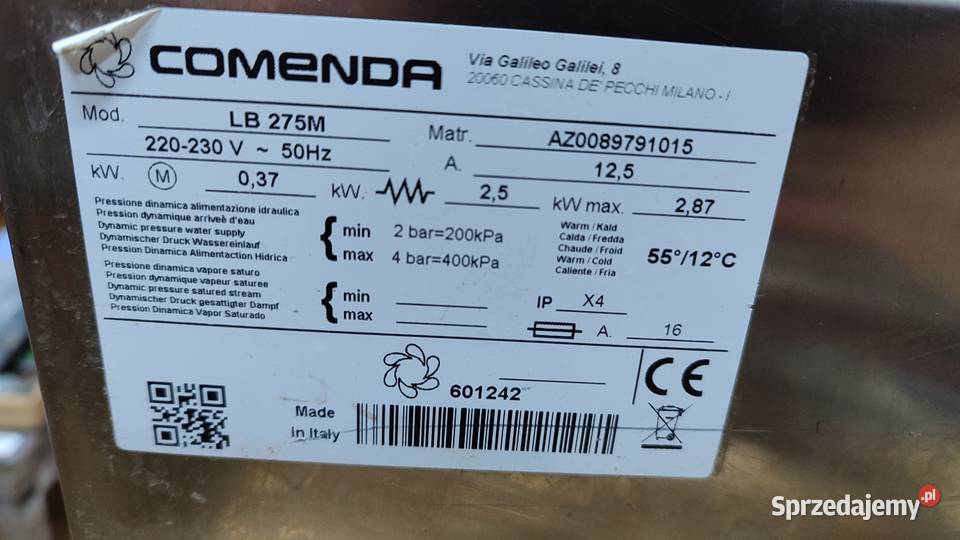 COMENDA
Via Galileo Galilei, 8
20060 CASSINA DE' PECCHI MILANO - I
Mod. LB 275M Matr. AZ0089791015
220-230 V ~ 50Hz A. 12,5
kW. M 0,37 kW. 2,5 kW max. 2,87
Pressione dinamica alimentazione idraulica
Pression dynamique arriveè d'eau
Dynamic pressure water supply
Dynamischer Druck Wassereinlauf
Pression Dinamica Alimentaction Hidrica
min 2 bar=200kPa
max 4 bar=400kPa
Warm / Kald
Calda / Fredda
Chaude / Froid
Warm / Cold
Caliente / Fria
55°/12°C
Pressione dinamica vapore saturo
Pression dynamique vapeur saturee
Dynamic pressure satured stream
Dynamischer Druck gesattigter Dampf
Pression Dinamica Vapor Saturado
min
max
IP X4
A. 16
601242
CE
Made
in Italy
Sprzedajemy.pl